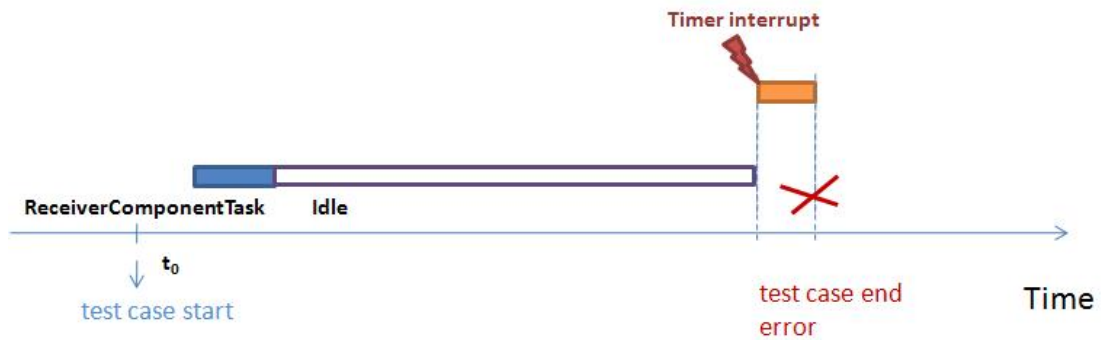 Timer interrupt
ReceiverComponentTask Idle
t₀
test case start
test case end
error
Time